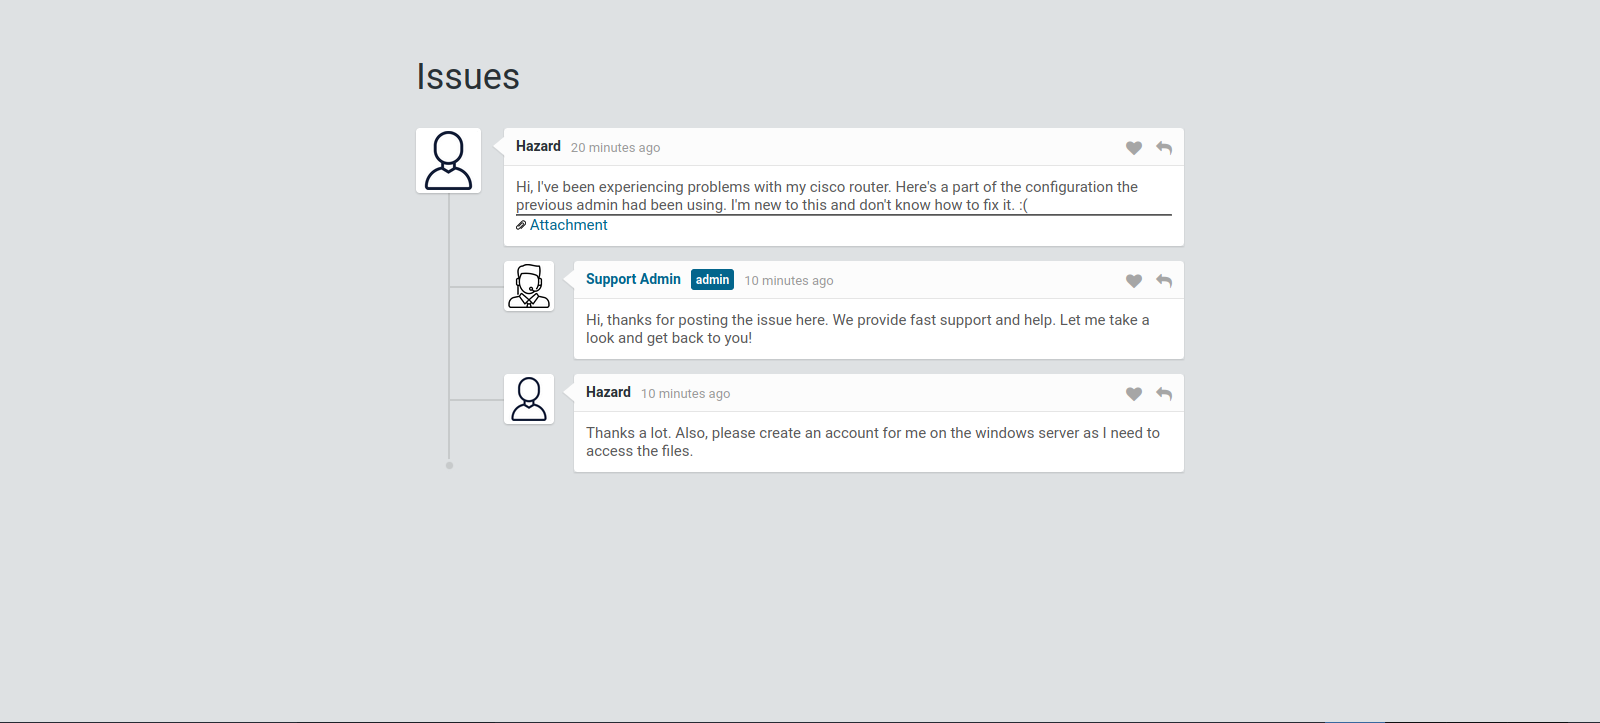 Issues
Hazard 20 minutes ago
Hi, I've been experiencing problems with my cisco router. Here's a part of the configuration the
previous admin had been using. I'm new to this and don't know how to fix it. :(
Attachment
Support Admin admin 10 minutes ago
Hi, thanks for posting the issue here. We provide fast support and help. Let me take a
look and get back to you!
Hazard 10 minutes ago
Thanks a lot. Also, please create an account for me on the windows server as I need to
access the files.